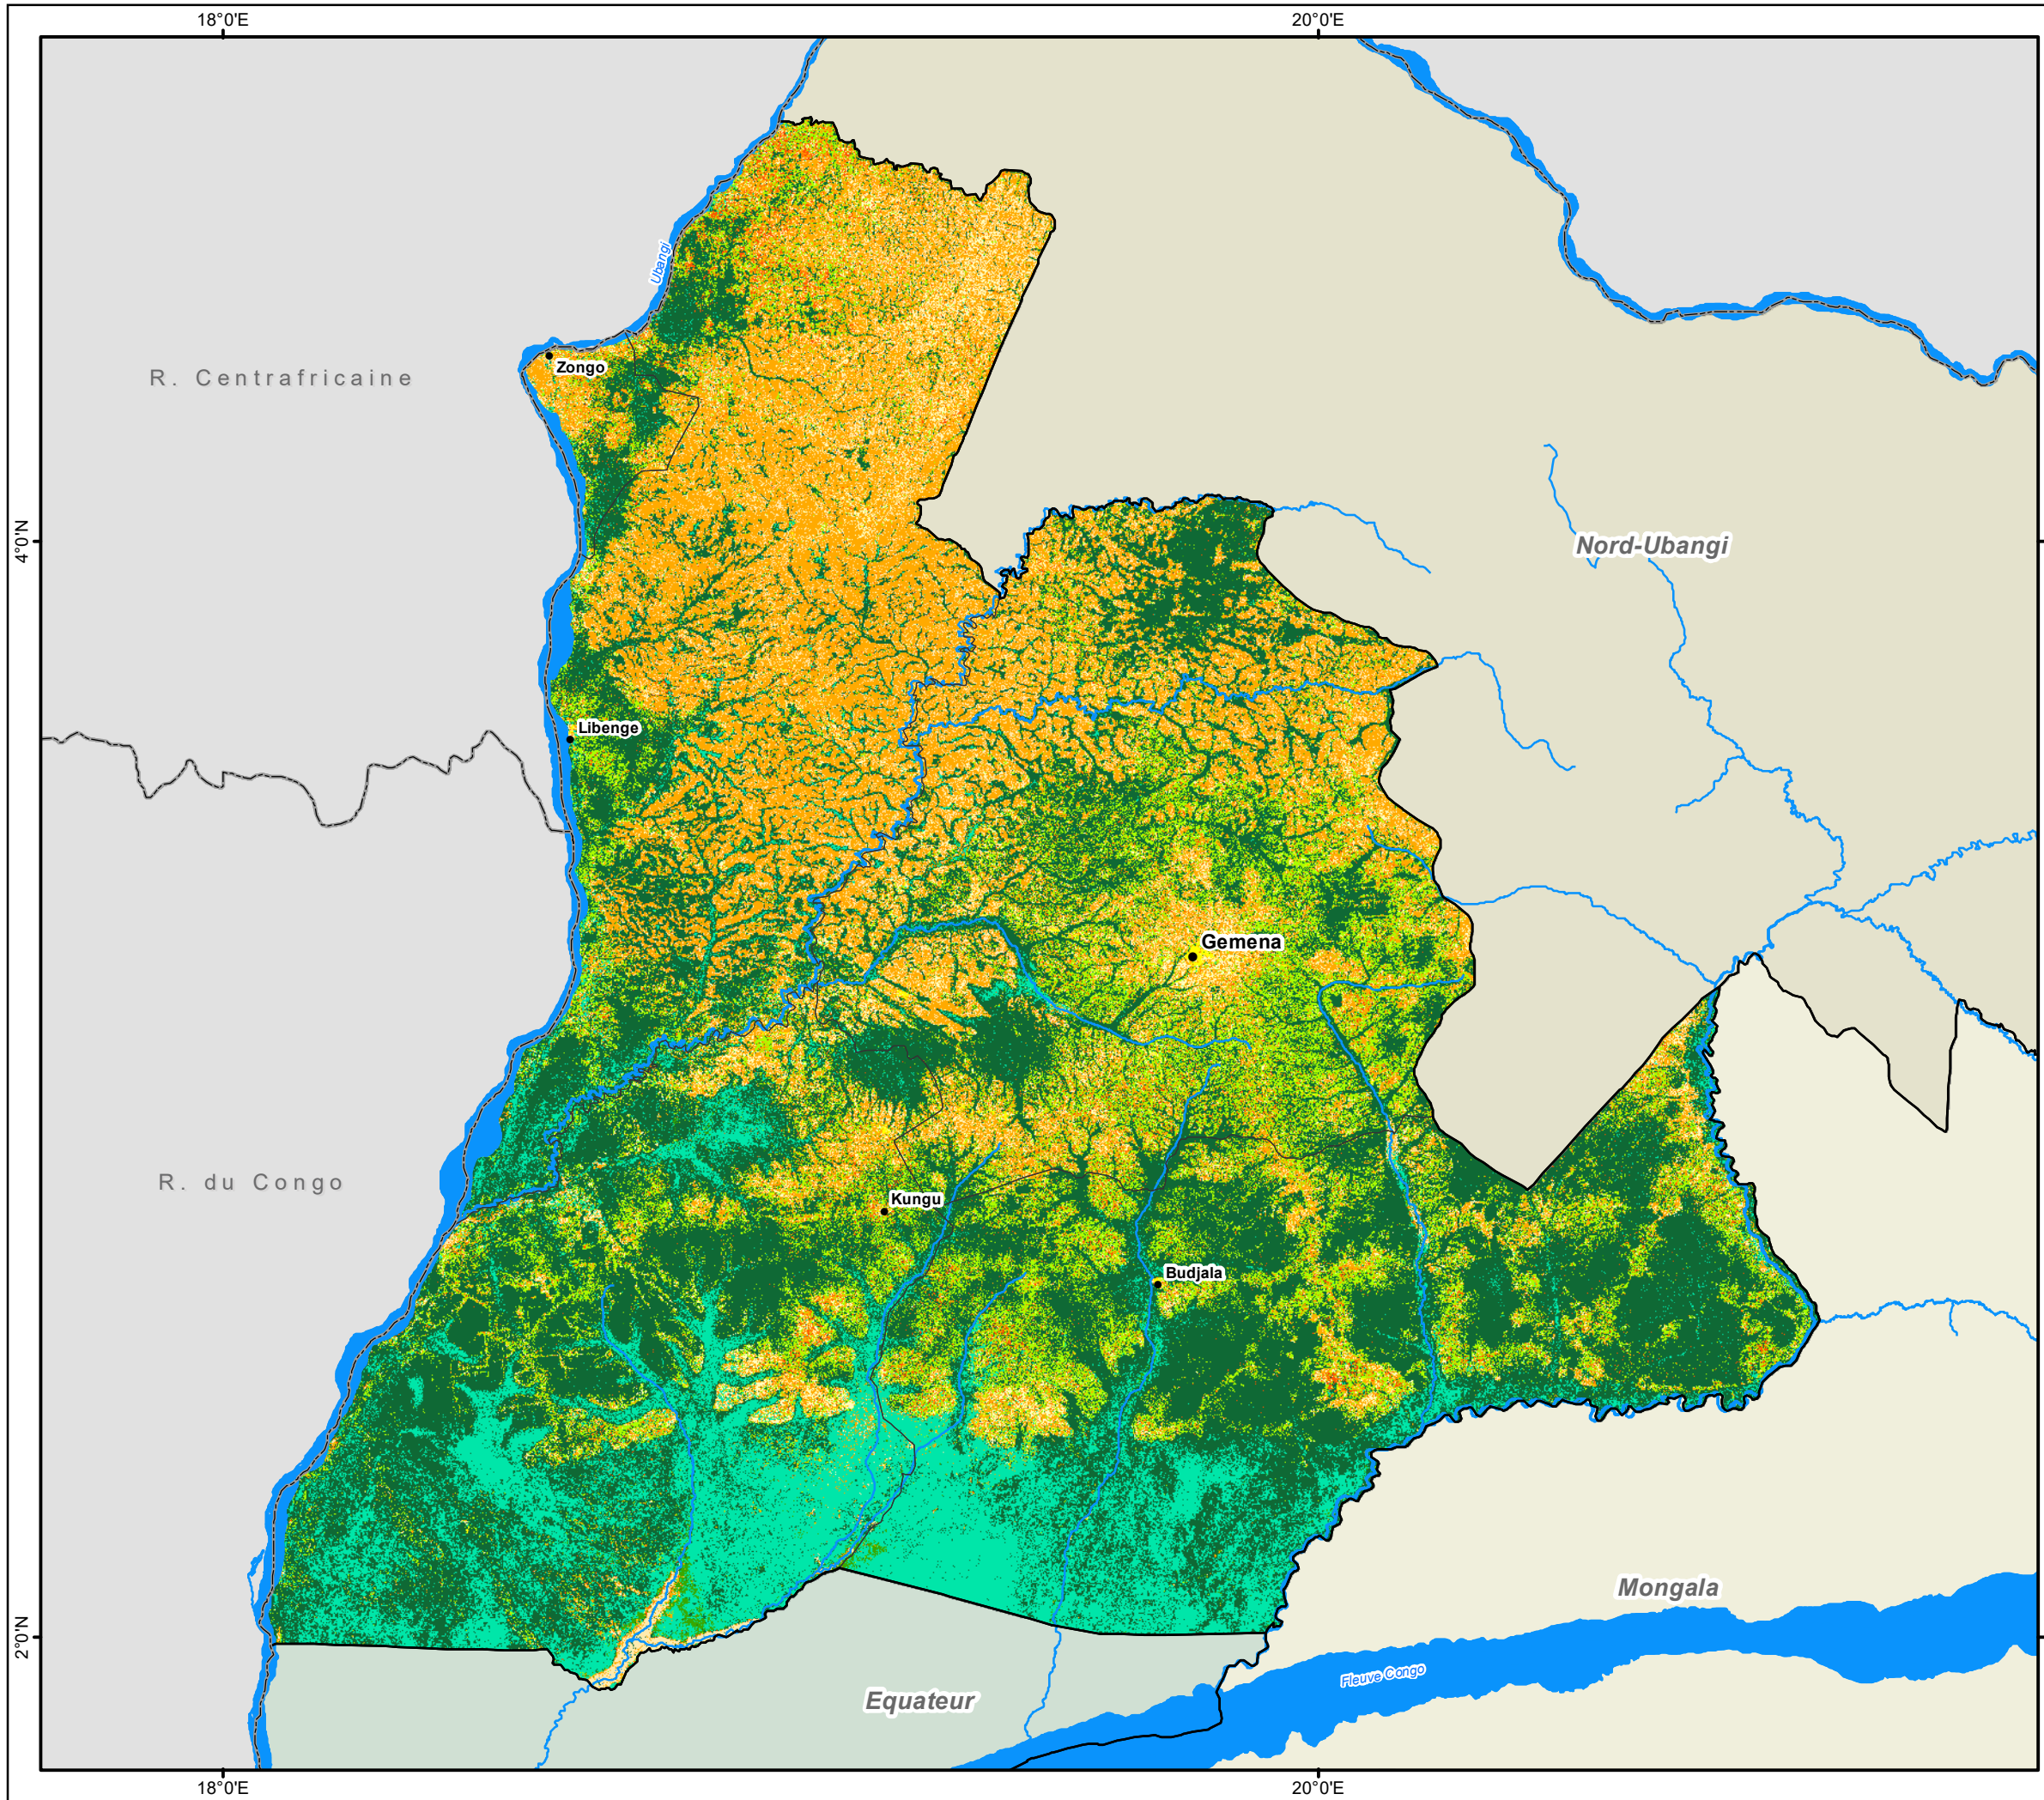 18°0'E
20°0'E
Ubangi
Zongo
R. Centrafricaine
4°0'N
Nord-Ubangi
Libenge
Gemena
R. du Congo
Kungu
Budjala
Mongala
2°0'N
Fleuve Congo
Equateur
18°0'E
20°0'E